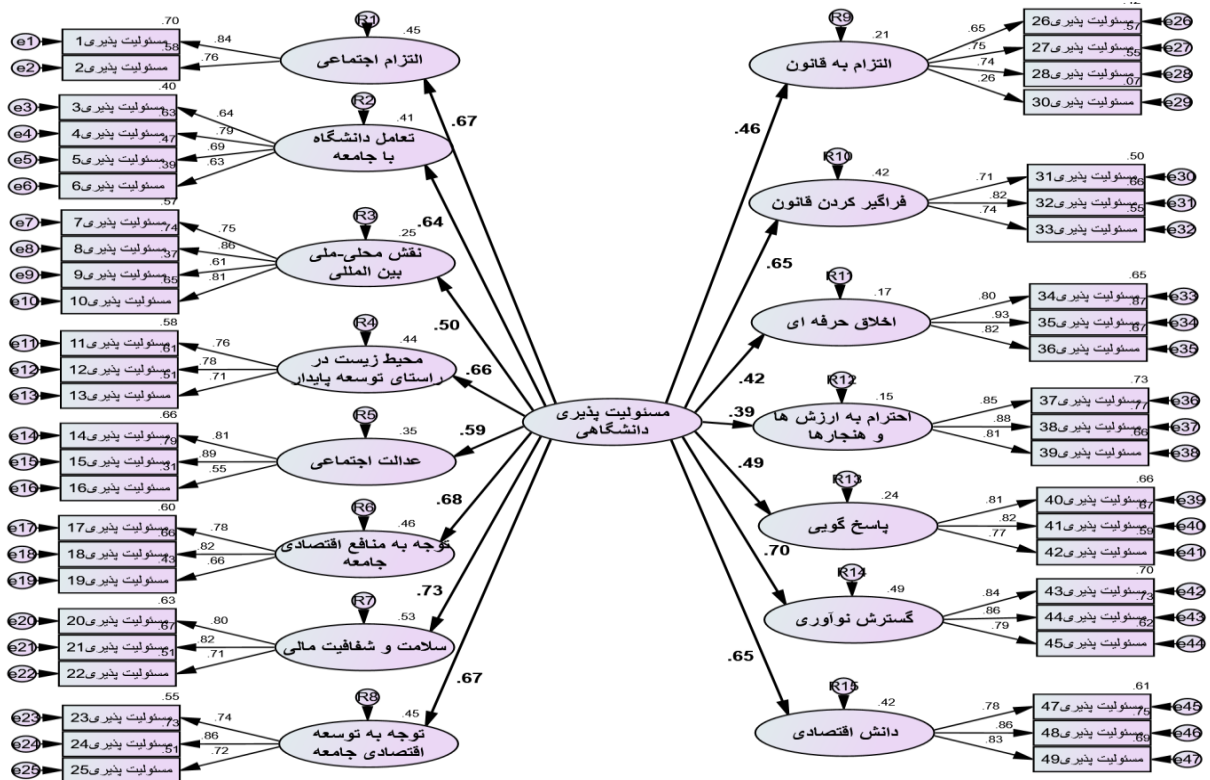 .70
R1
.45
e1
مسئولیت پذیری1
.84
.58
التزام اجتماعی
e2
مسئولیت پذیری2
.76
.67
.40
R2
.41
e3
مسئولیت پذیری3
.64
.63
e4
مسئولیت پذیری4
.79
تعامل دانشگاه
با جامعه
.47
e5
مسئولیت پذیری5
.69
.39
e6
مسئولیت پذیری6
.63
.64
.57
R3
.25
e7
مسئولیت پذیری7
.75
.74
e8
مسئولیت پذیری8
.86
نقش محلی-ملی
بین المللی
.37
e9
مسئولیت پذیری9
.61
.65
e10
مسئولیت پذیری10
.81
.50
.58
R4
.44
e11
مسئولیت پذیری11
.76
.61
e12
مسئولیت پذیری12
.78
محیط زیست در
راستای توسعه پایدار
.51
e13
مسئولیت پذیری13
.71
.66
.66
R5
.35
e14
مسئولیت پذیری14
.81
.79
e15
مسئولیت پذیری15
.89
عدالت اجتماعی
.31
e16
مسئولیت پذیری16
.55
.59
.60
R6
.46
e17
مسئولیت پذیری17
.78
.66
e18
مسئولیت پذیری18
.82
توجه به منافع اقتصادی
جامعه
.43
e19
مسئولیت پذیری19
.66
.68
.63
R7
.53
e20
مسئولیت پذیری20
.80
.67
e21
مسئولیت پذیری21
.82
سلامت و شفافیت مالی
.51
e22
مسئولیت پذیری22
.71
.73
.55
R8
.45
e23
مسئولیت پذیری23
.74
.73
e24
مسئولیت پذیری24
.86
توجه به توسعه
اقتصادی جامعه
.51
e25
مسئولیت پذیری25
.72
.67
مسئولیت پذیری
دانشگاهی
R9
.21
التزام به قانون
.46
.65
مسئولیت پذیری26
e26
.57
.75
مسئولیت پذیری27
e27
.55
.74
مسئولیت پذیری28
e28
.07
.26
مسئولیت پذیری30
e29
R10
.42
فراگیر کردن قانون
.65
.50
.71
مسئولیت پذیری31
e30
.66
.82
مسئولیت پذیری32
e31
.55
.74
مسئولیت پذیری33
e32
R11
.17
اخلاق حرفه ای
.42
.65
.80
مسئولیت پذیری34
e33
.87
.93
مسئولیت پذیری35
e34
.67
.82
مسئولیت پذیری36
e35
R12
.15
احترام به ارزش ها
و هنجارها
.39
.73
.85
مسئولیت پذیری37
e36
.77
.88
مسئولیت پذیری38
e37
.66
.81
مسئولیت پذیری39
e38
R13
.24
پاسخ گویی
.49
.66
.81
مسئولیت پذیری40
e39
.67
.82
مسئولیت پذیری41
e40
.59
.77
مسئولیت پذیری42
e41
R14
.49
گسترش نوآوری
.70
.70
.84
مسئولیت پذیری43
e42
.73
.86
مسئولیت پذیری44
e43
.62
.79
مسئولیت پذیری45
e44
R15
.42
دانش اقتصادی
.65
.61
.78
مسئولیت پذیری47
e45
.75
.86
مسئولیت پذیری48
e46
.69
.83
مسئولیت پذیری49
e47